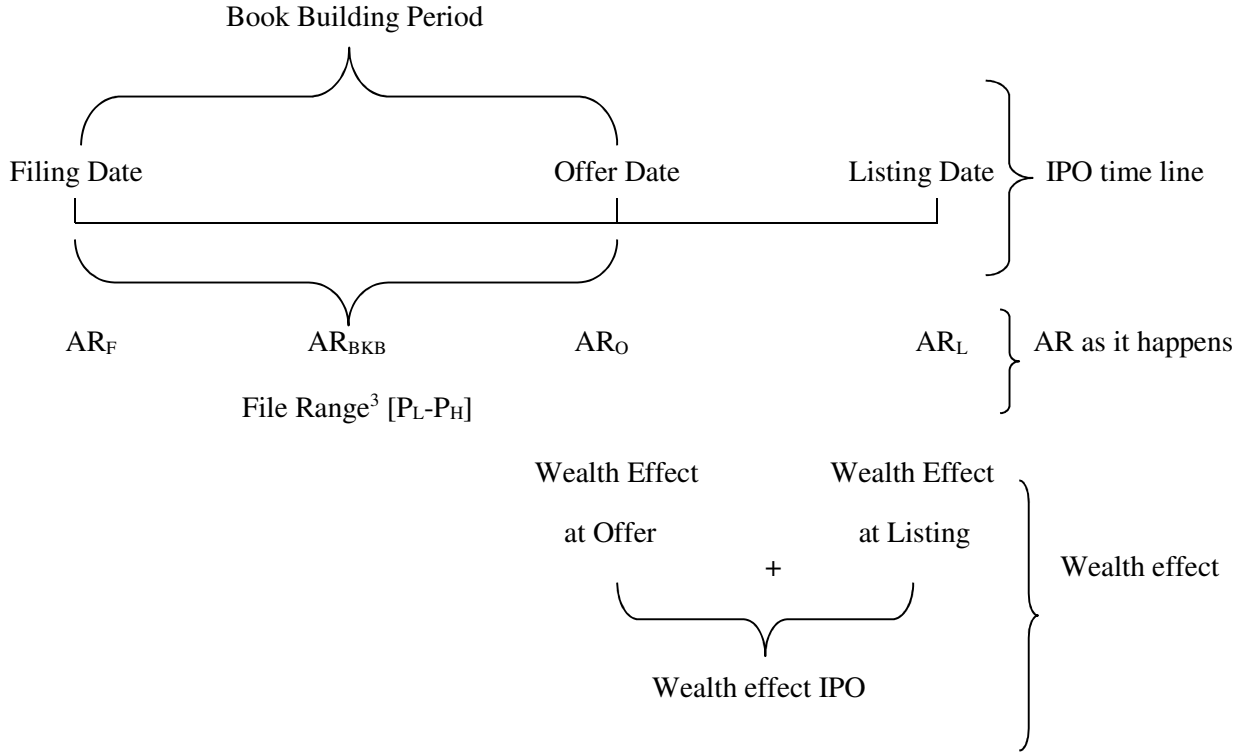 Book Building Period
Filing Date Offer Date Listing Date IPO time line
AR_F AR_BKB AR_O AR_L AR as it happens
File Range³ [P_L-P_H]
Wealth Effect Wealth Effect
at Offer at Listing
+ Wealth effect
Wealth effect IPO